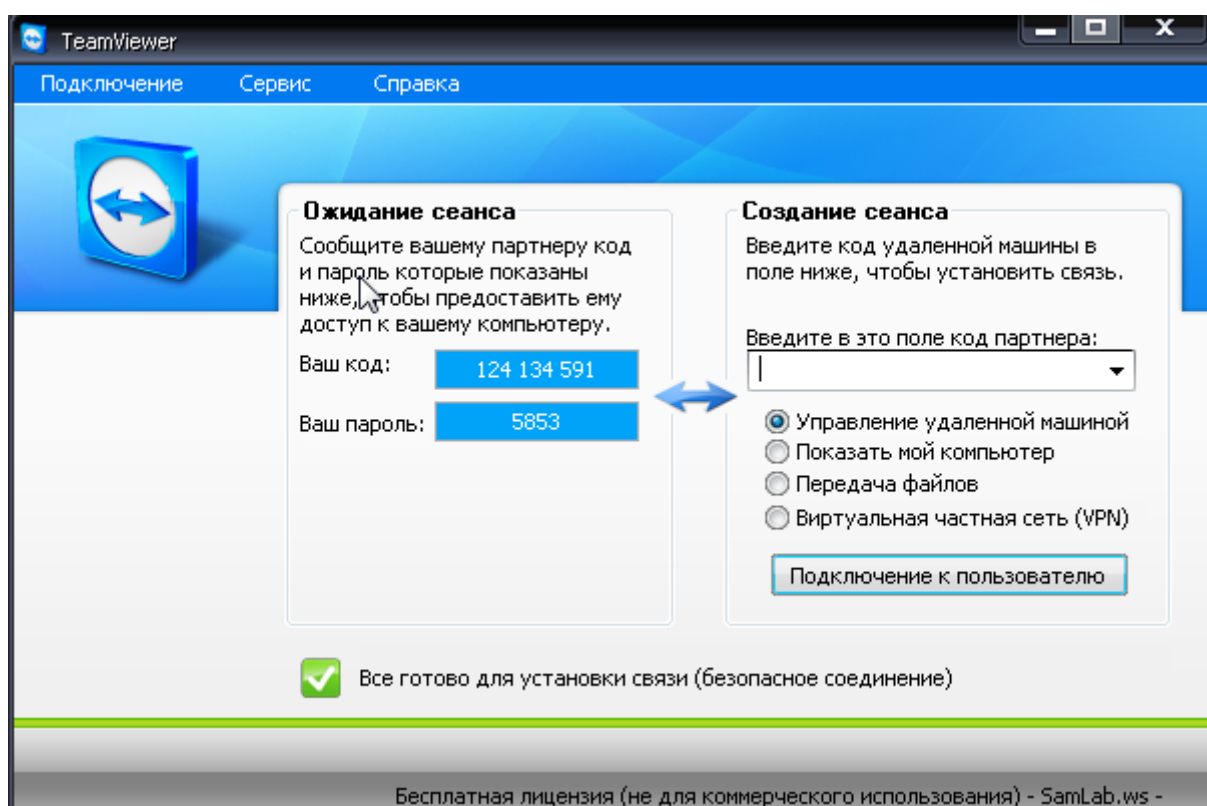 TeamViewer
Подключение Сервис Справка
Ожидание сеанса
Сообщите вашему партнеру код
и пароль которые показаны
ниже, чтобы предоставить ему
доступ к вашему компьютеру.
Ваш код: 124 134 591
Ваш пароль: 5853
Создание сеанса
Введите код удаленной машины в
поле ниже, чтобы установить связь.
Введите в это поле код партнера:
Управление удаленной машиной
Показать мой компьютер
Передача файлов
Виртуальная частная сеть (VPN)
Подключение к пользователю
Все готово для установки связи (безопасное соединение)
Бесплатная лицензия (не для коммерческого использования) - SamLab.ws -